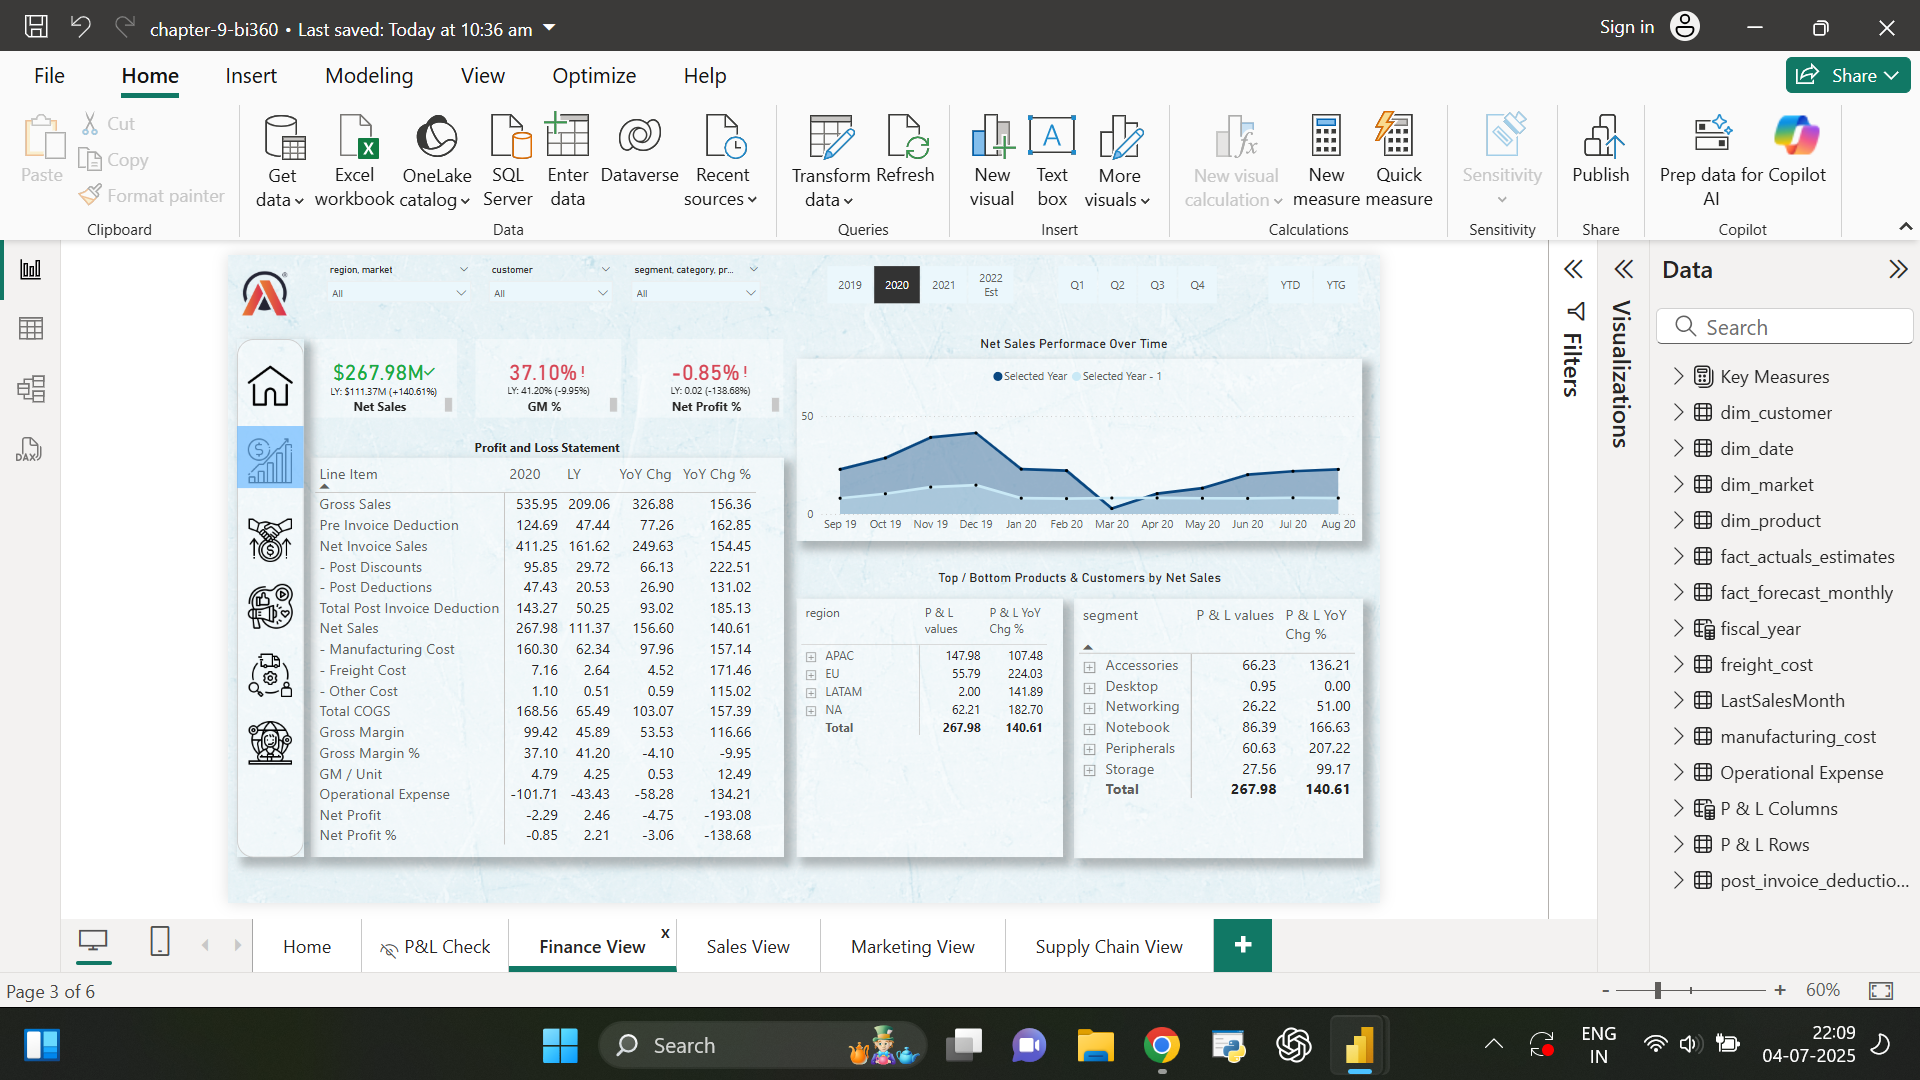 chapter-9-bi360 • Last saved: Today at 10:36 am
Sign in
File Home Insert Modeling View Optimize Help
Share
Paste
Cut
Copy
Format painter
Clipboard
Get data
Excel workbook
OneLake catalog
SQL Server
Enter data
Dataverse
Recent sources
Data
Transform data
Refresh
Queries
New visual
Text box
More visuals
Insert
New visual calculation
New measure
Quick measure
Calculations
Sensitivity
Sensitivity
Publish
Share
Prep data for AI
Copilot
Copilot
region, market
All
customer
All
segment, category, pr...
All
2019 2020 2021 2022 Est
Q1 Q2 Q3 Q4
YTD YTG
$267.98M
LY: $111.37M (+140.61%)
Net Sales
37.10% !
LY: 41.20% (-9.95%)
GM %
-0.85% !
LY: 0.02 (-138.68%)
Net Profit %
Profit and Loss Statement
Line Item 2020 LY YoY Chg YoY Chg %
Gross Sales 535.95 209.06 326.88 156.36
Pre Invoice Deduction 124.69 47.44 77.26 162.85
Net Invoice Sales 411.25 161.62 249.63 154.45
- Post Discounts 95.85 29.72 66.13 222.51
- Post Deductions 47.43 20.53 26.90 131.02
Total Post Invoice Deduction 143.27 50.25 93.02 185.13
Net Sales 267.98 111.37 156.60 140.61
- Manufacturing Cost 160.30 62.34 97.96 157.14
- Freight Cost 7.16 2.64 4.52 171.46
- Other Cost 1.10 0.51 0.59 115.02
Total COGS 168.56 65.49 103.07 157.39
Gross Margin 99.42 45.89 53.53 116.66
Gross Margin % 37.10 41.20 -4.10 -9.95
GM / Unit 4.79 4.25 0.53 12.49
Operational Expense -101.71 -43.43 -58.28 134.21
Net Profit -2.29 2.46 -4.75 -193.08
Net Profit % -0.85 2.21 -3.06 -138.68
Net Sales Performace Over Time
Selected Year Selected Year - 1
50
0
Sep 19 Oct 19 Nov 19 Dec 19 Jan 20 Feb 20 Mar 20 Apr 20 May 20 Jun 20 Jul 20 Aug 20
Top / Bottom Products & Customers by Net Sales
region P & L values P & L YoY Chg %
APAC 147.98 107.48
EU 55.79 224.03
LATAM 2.00 141.89
NA 62.21 182.70
Total 267.98 140.61
segment P & L values P & L YoY Chg %
Accessories 66.23 136.21
Desktop 0.95 0.00
Networking 26.22 51.00
Notebook 86.39 166.63
Peripherals 60.63 207.22
Storage 27.56 99.17
Total 267.98 140.61
Filters
Visualizations
Data
Search
Key Measures
dim_customer
dim_date
dim_market
dim_product
fact_actuals_estimates
fact_forecast_monthly
fiscal_year
freight_cost
LastSalesMonth
manufacturing_cost
Operational Expense
P & L Columns
P & L Rows
post_invoice_deductio...
DAX
Home P&L Check Finance View x Sales View Marketing View Supply Chain View +
Page 3 of 6
- + 60%
Search
ENG
IN
22:09
04-07-2025